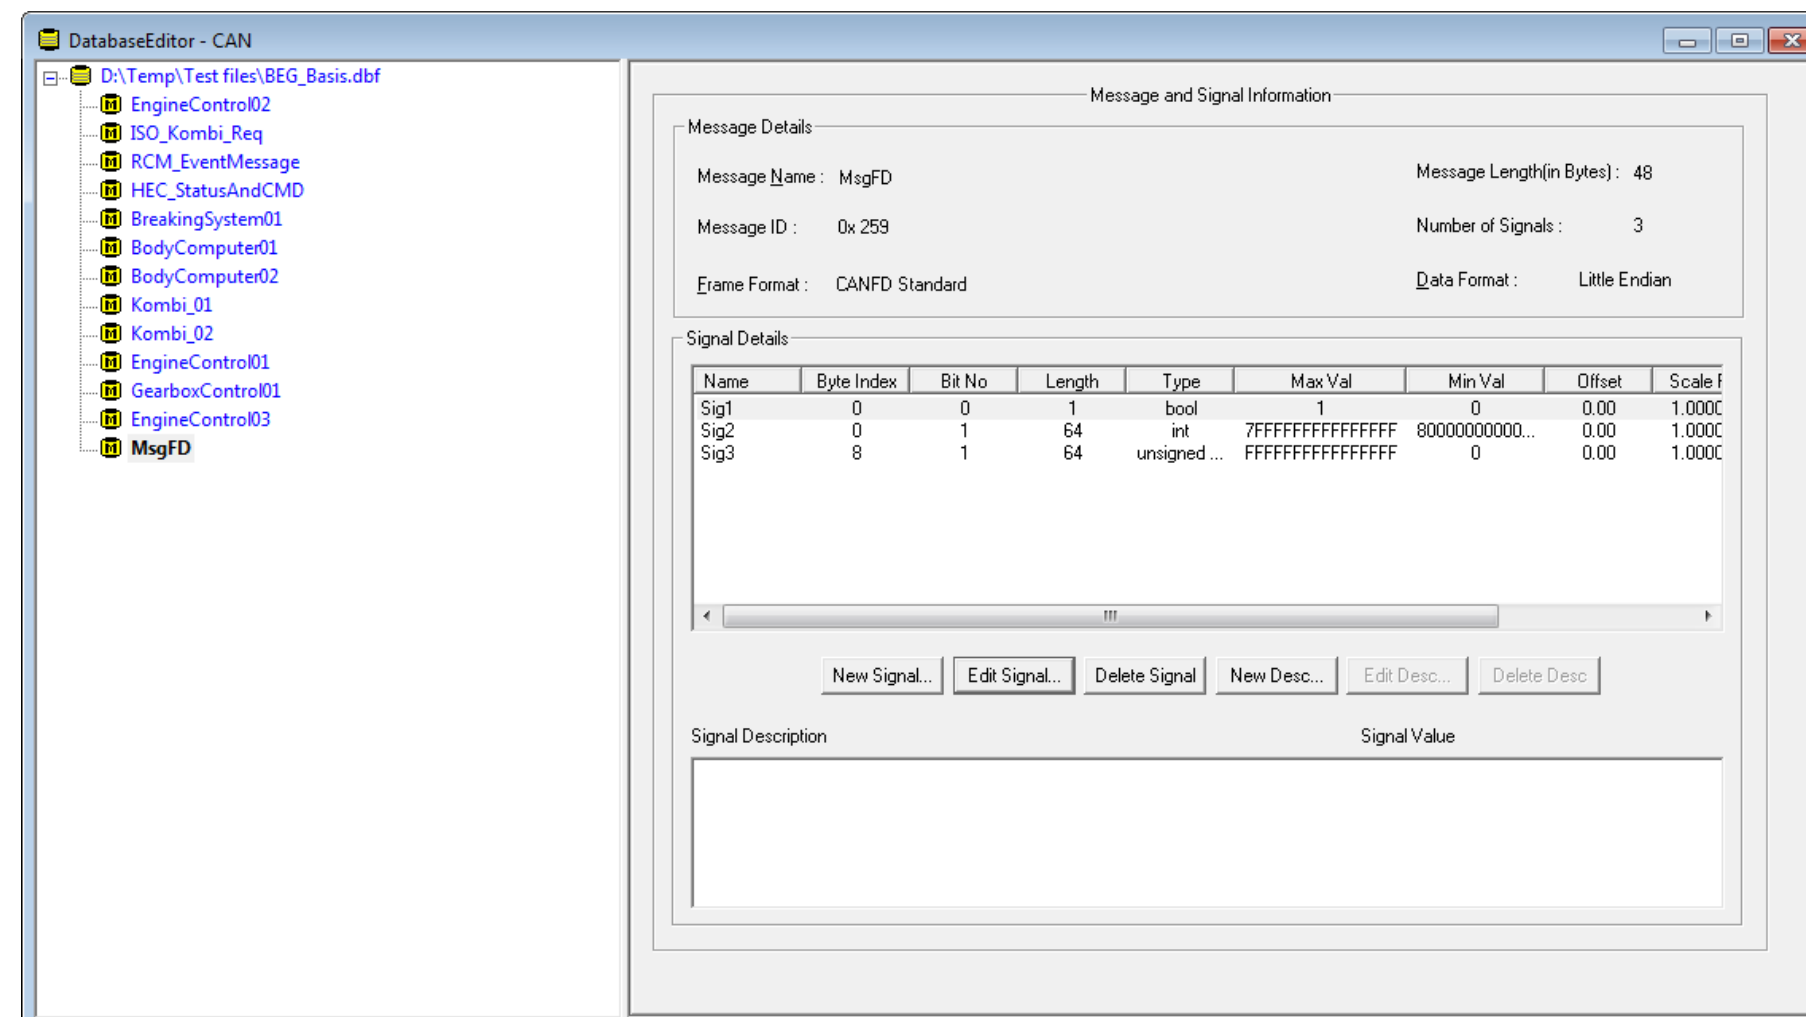 DatabaseEditor - CAN
D:\Temp\Test files\BEG_Basis.dbf
EngineControl02
ISO_Kombi_Req
RCM_EventMessage
HEC_StatusAndCMD
BreakingSystem01
BodyComputer01
BodyComputer02
Kombi_01
Kombi_02
EngineControl01
GearboxControl01
EngineControl03
MsgFD
Message and Signal Information
Message Details
Message Name : MsgFD Message Length(in Bytes) : 48
Message ID : 0x 259 Number of Signals : 3
Frame Format : CANFD Standard Data Format : Little Endian
Signal Details
Name Byte Index Bit No Length Type Max Val Min Val Offset Scale F
Sig1 0 0 1 bool 1 0 0.00 1.0000
Sig2 0 1 64 int 7FFFFFFFFFFFFFFF 80000000000... 0.00 1.0000
Sig3 8 1 64 unsigned ... FFFFFFFFFFFFFFFF 0 0.00 1.0000
New Signal... Edit Signal... Delete Signal New Desc... Edit Desc... Delete Desc
Signal Description Signal Value